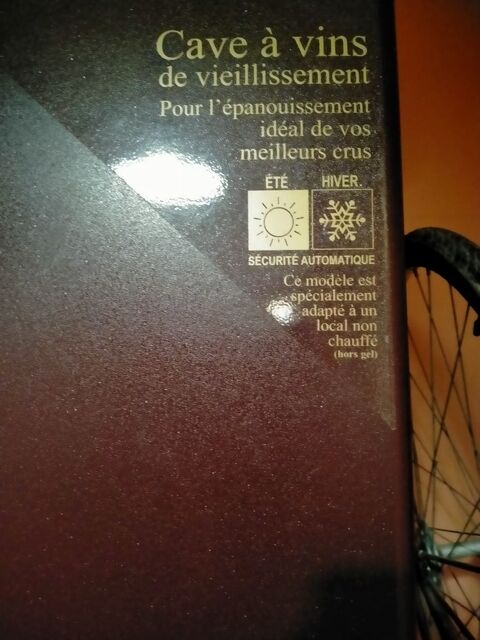 Cave à vins
de vieillissement
Pour l'épanouissement
idéal de vos
meilleurs crus
ÉTÉ HIVER.
SÉCURITÉ AUTOMATIQUE
Ce modèle est
spécialement
adapté à un
local non
chauffé
(hors gel)